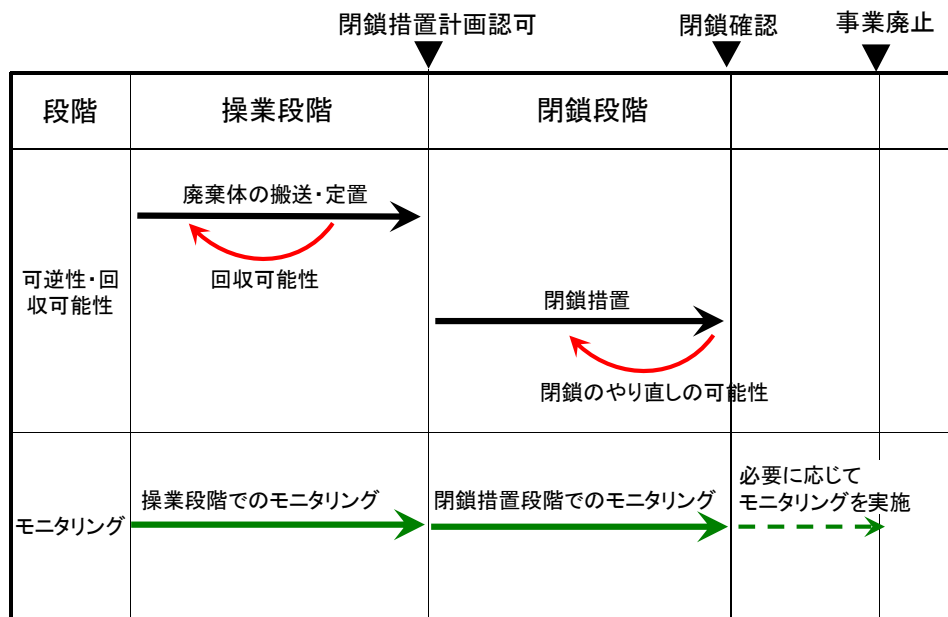 閉鎖措置計画認可
閉鎖確認
事業廃止
段階
操業段階
閉鎖段階
廃棄体の搬送・定置
可逆性・回
収可能性
回収可能性
閉鎖措置
閉鎖のやり直しの可能性
モニタリング
操業段階でのモニタリング
閉鎖措置段階でのモニタリング
必要に応じて
モニタリングを実施